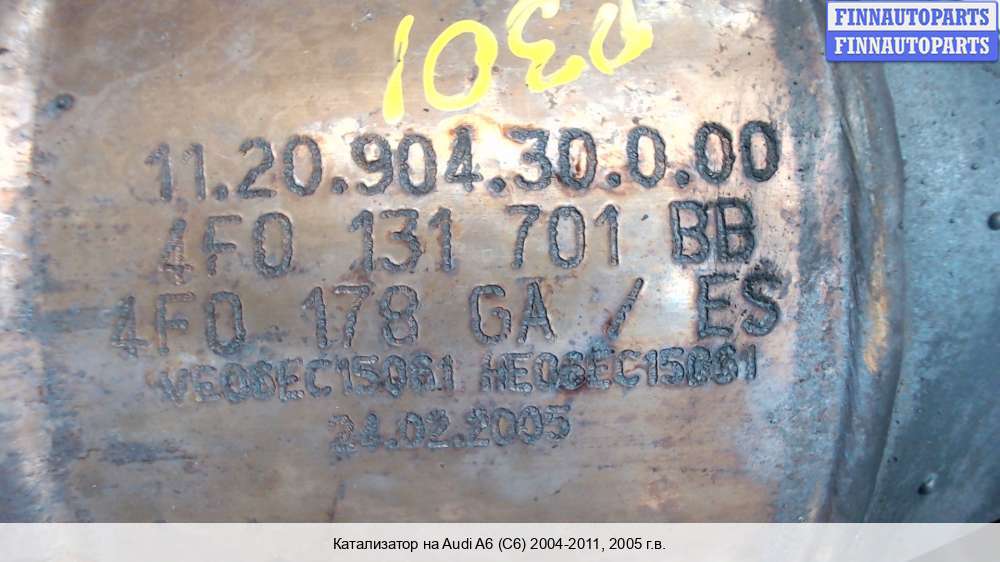 FINNAUTOPARTS
FINNAUTOPARTS
11.20.904.30.0.00
4F0 131 701 BB
4F0 178 GA / ES
VE06EC15061 HE06EC15061
24.02.2005
Катализатор на Audi A6 (C6) 2004-2011, 2005 г.в.